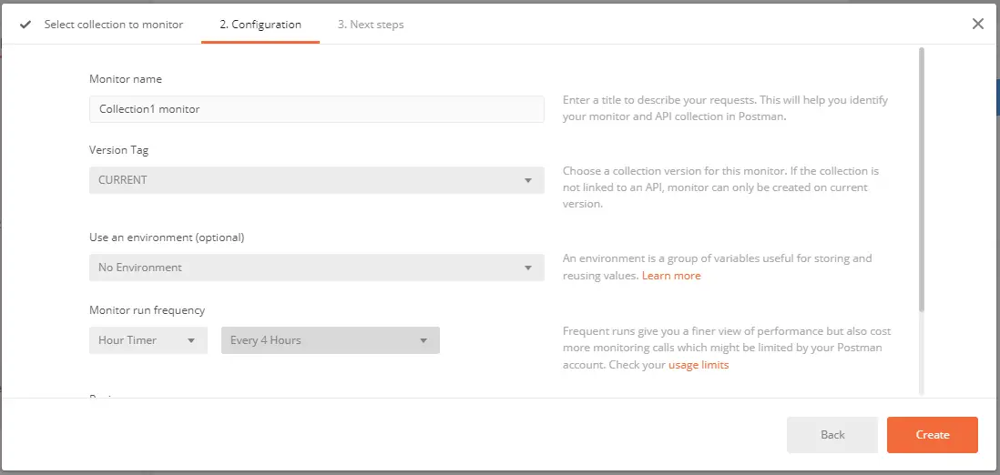 Select collection to monitor
2. Configuration
3. Next steps
Monitor name
Collection1 monitor
Enter a title to describe your requests. This will help you identify
your monitor and API collection in Postman.
Version Tag
CURRENT
Choose a collection version for this monitor. If the collection is
not linked to an API, monitor can only be created on current
version.
Use an environment (optional)
No Environment
An environment is a group of variables useful for storing and
reusing values. Learn more
Monitor run frequency
Hour Timer
Every 4 Hours
Frequent runs give you a finer view of performance but also cost
more monitoring calls which might be limited by your Postman
account. Check your usage limits
Back
Create